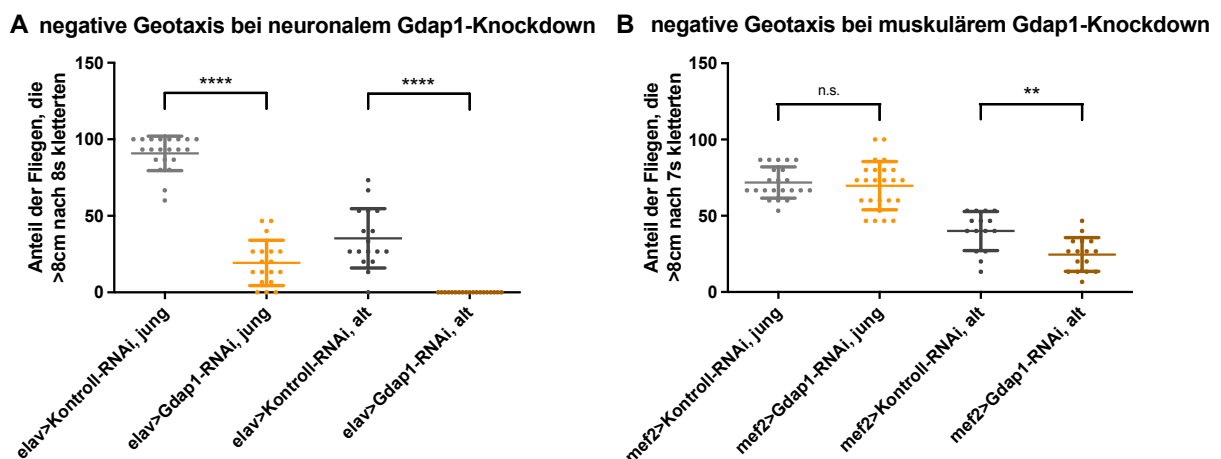 A negative Geotaxis bei neuronalem Gdap1-Knockdown
Anteil der Fliegen, die
>8cm nach 8s kletterten
150
100
50
0
****
****
elav>Kontroll-RNAi, jung
elav>Gdap1-RNAi, jung
elav>Kontroll-RNAi, alt
elav>Gdap1-RNAi, alt
B negative Geotaxis bei muskulärem Gdap1-Knockdown
Anteil der Fliegen, die
>8cm nach 7s kletterten
150
100
50
0
n.s.
**
mef2>Kontroll-RNAi, jung
mef2>Gdap1-RNAi, jung
mef2>Kontroll-RNAi, alt
mef2>Gdap1-RNAi, alt